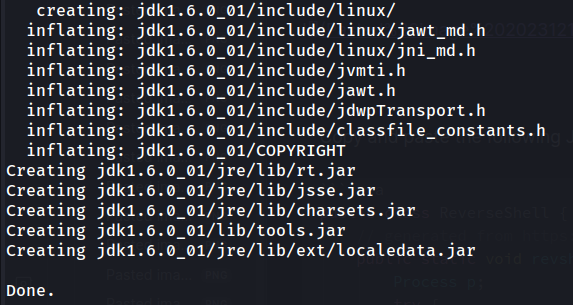 creating: jdk1.6.0_01/include/linux/
inflating: jdk1.6.0_01/include/linux/jawt_md.h
inflating: jdk1.6.0_01/include/linux/jni_md.h
inflating: jdk1.6.0_01/include/jvmti.h
inflating: jdk1.6.0_01/include/jawt.h
inflating: jdk1.6.0_01/include/jdwpTransport.h
inflating: jdk1.6.0_01/include/classfile_constants.h
inflating: jdk1.6.0_01/COPYRIGHT
Creating jdk1.6.0_01/jre/lib/rt.jar
Creating jdk1.6.0_01/jre/lib/jsse.jar
Creating jdk1.6.0_01/jre/lib/charsets.jar
Creating jdk1.6.0_01/lib/tools.jar
Creating jdk1.6.0_01/jre/lib/ext/localedata.jar
Done.